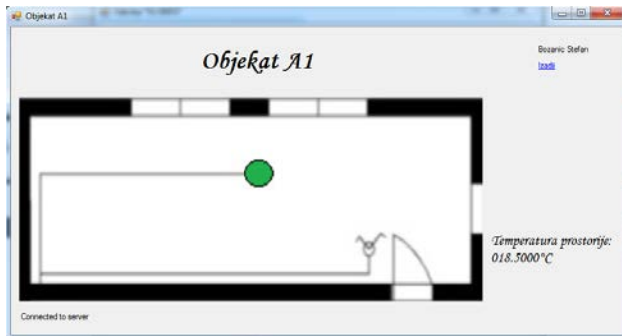 Objekat A1
Objekat A1
Bozanic Stefan
Izadji
Temperatura prostorije:
018.5000°C
Connected to server